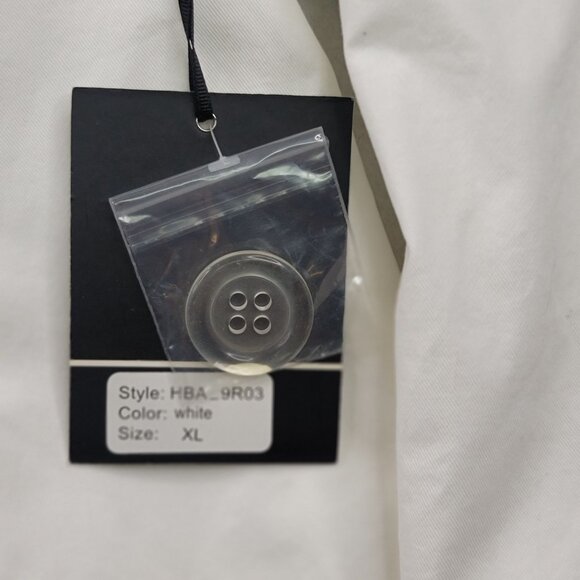 Style: HBA_9R03
Color: white
Size: XL